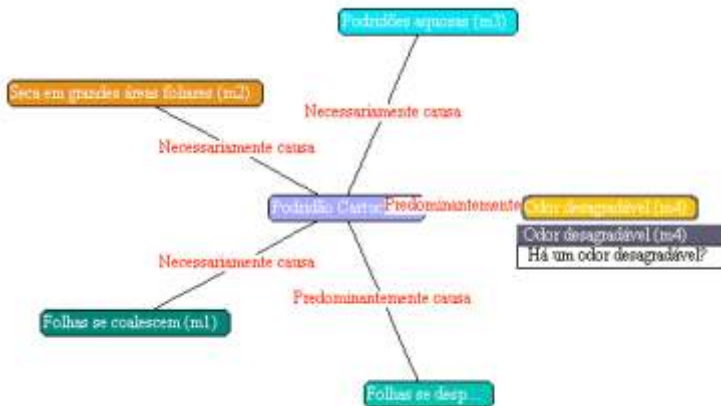 Podridões aquosas (m3)
Seca em grandes áreas foliares (m2)
Necessariamente causa
Necessariamente causa
Podridão
Predominantemente
Odor desagradável (m4)
Odor desagradável (m4)
Há um odor desagradável?
Necessariamente causa
Predominantemente causa
Folhas se coalescem (m1)
Folhas se desp...